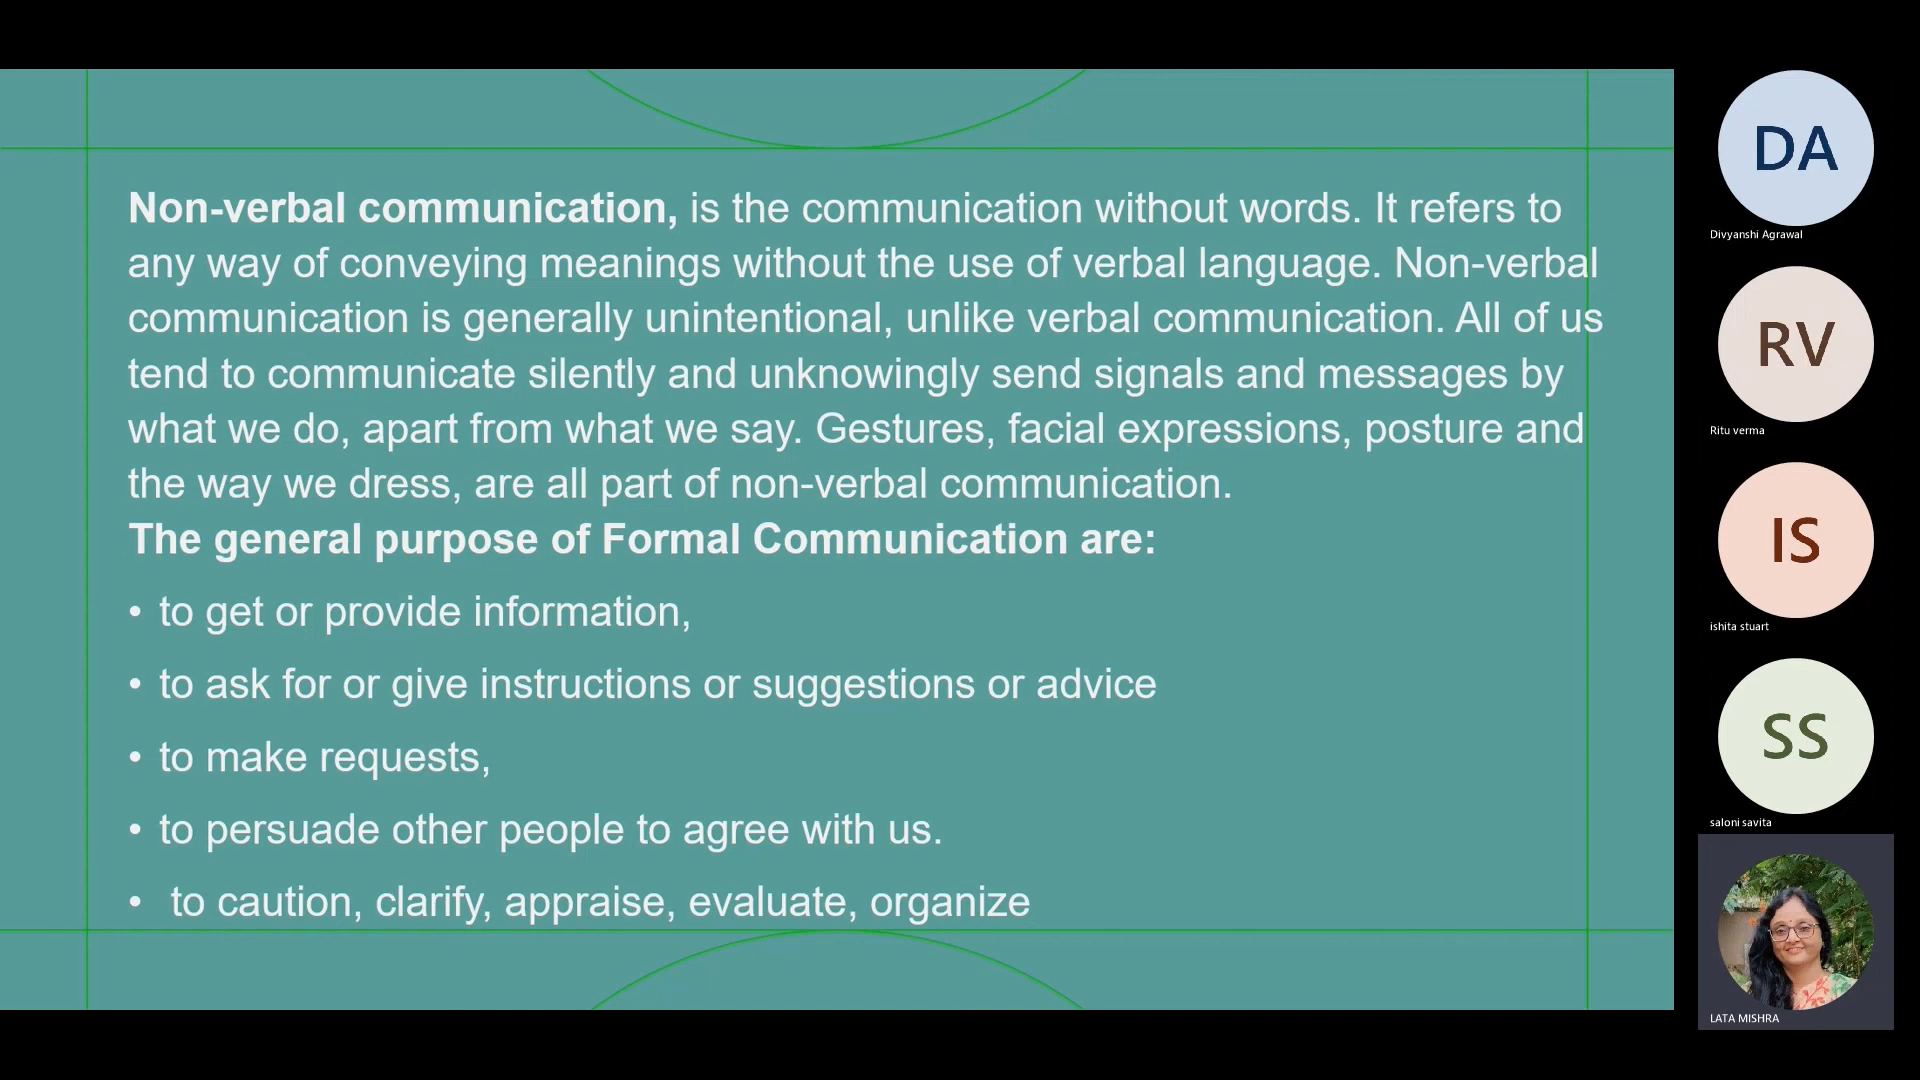 Non-verbal communication, is the communication without words. It refers to
any way of conveying meanings without the use of verbal language. Non-verbal
communication is generally unintentional, unlike verbal communication. All of us
tend to communicate silently and unknowingly send signals and messages by
what we do, apart from what we say. Gestures, facial expressions, posture and
the way we dress, are all part of non-verbal communication.
The general purpose of Formal Communication are:
• to get or provide information,
• to ask for or give instructions or suggestions or advice
• to make requests,
• to persuade other people to agree with us.
• to caution, clarify, appraise, evaluate, organize
DA
Divyanshi Agrawal
RV
Ritu verma
IS
ishita stuart
SS
saloni savita
LATA MISHRA